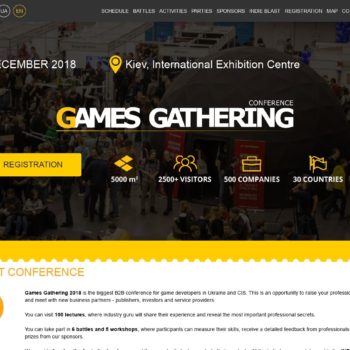 UA EN SCHEDULE BATTLES ACTIVITIES PARTIES SPONSORS INDIE BLAST REGISTRATION MAP CO
ECEMBER 2018 Kiev, International Exhibition Centre
CONFERENCE
GAMES GATHERING
REGISTRATION
5000 m² 2500+ VISITORS 500 COMPANIES 30 COUNTRIES
T CONFERENCE
Games Gathering 2018 is the biggest B2B conference for game developers in Ukraine and CIS. This is an opportunity to raise your professio
and meet with new business partners - publishers, investors and service providers.
You can visit 100 lectures, where industry guru will share their experience and reveal the most important professional secrets.
You can take part in 6 battles and 5 workshops, where participants can measure their skills, receive a detailed feedback from professionals
prizes from our sponsors.